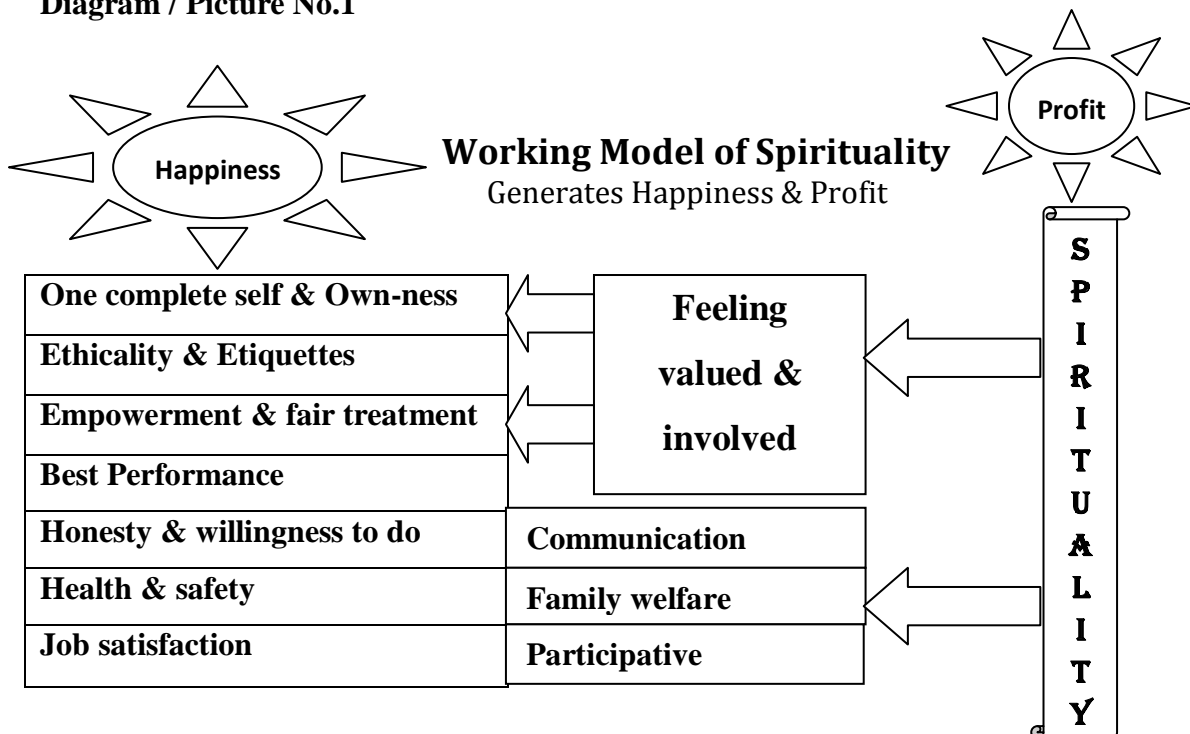 Diagram / Picture No.1
Profit
Happiness
Working Model of Spirituality
Generates Happiness & Profit
One complete self & Own-ness
Ethicality & Etiquettes
Empowerment & fair treatment
Best Performance
Honesty & willingness to do
Health & safety
Job satisfaction
Feeling
valued &
involved
Communication
Family welfare
Participative
S
P
I
R
I
T
U
A
L
I
T
Y